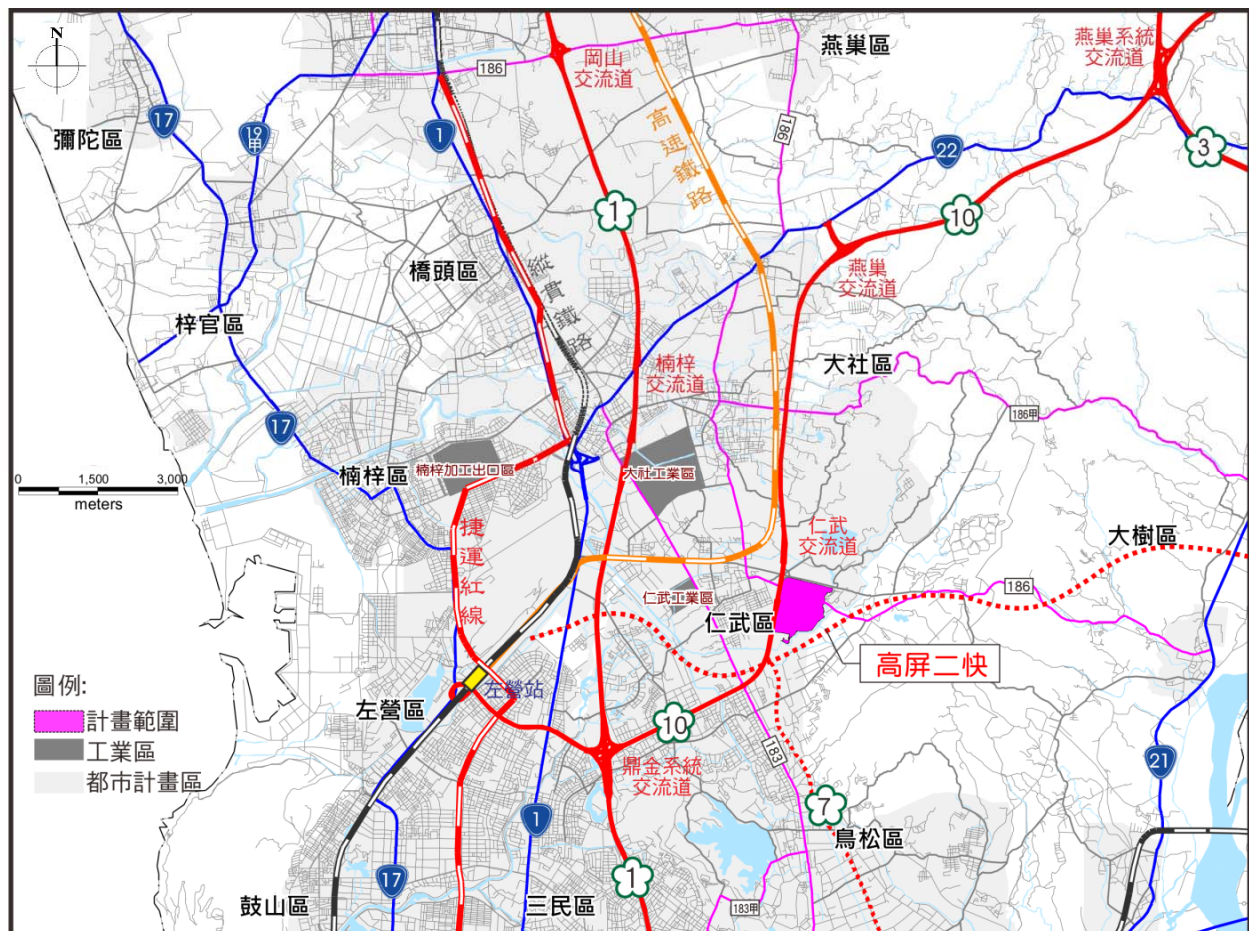 N
186
岡山
交流道
燕巢區
燕巢系統
交流道
17
19
甲
1
彌陀區
高速鐵路
186
22
3
1
10
橋頭區
縱貫鐵路
燕巢
交流道
梓官區
楠梓
交流道
大社區
17
186甲
楠梓區
楠梓加工出口區
大社工業區
0 1,500 3,000
meters
捷運紅線
仁武
交流道
大樹區
仁武工業區
186
仁武區
高屏二快
圖例:
左營站
左營區
計畫範圍
工業區
都市計畫區
10
183
鼎金系統
交流道
21
1
7
鳥松區
17
1
鼓山區
三民區
183甲